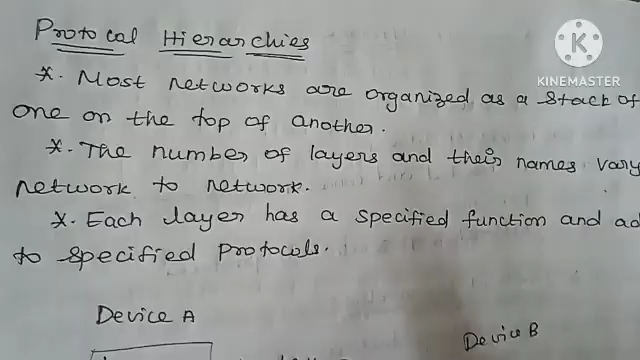 Protocal Hierarchies
KINEMASTER
*. Most networks are organized as a stack of
one on the top of another.
*. The number of layers and their names vary
network to network.
*. Each layer has a specified function and ad
to specified protocols.
Device A
Device B